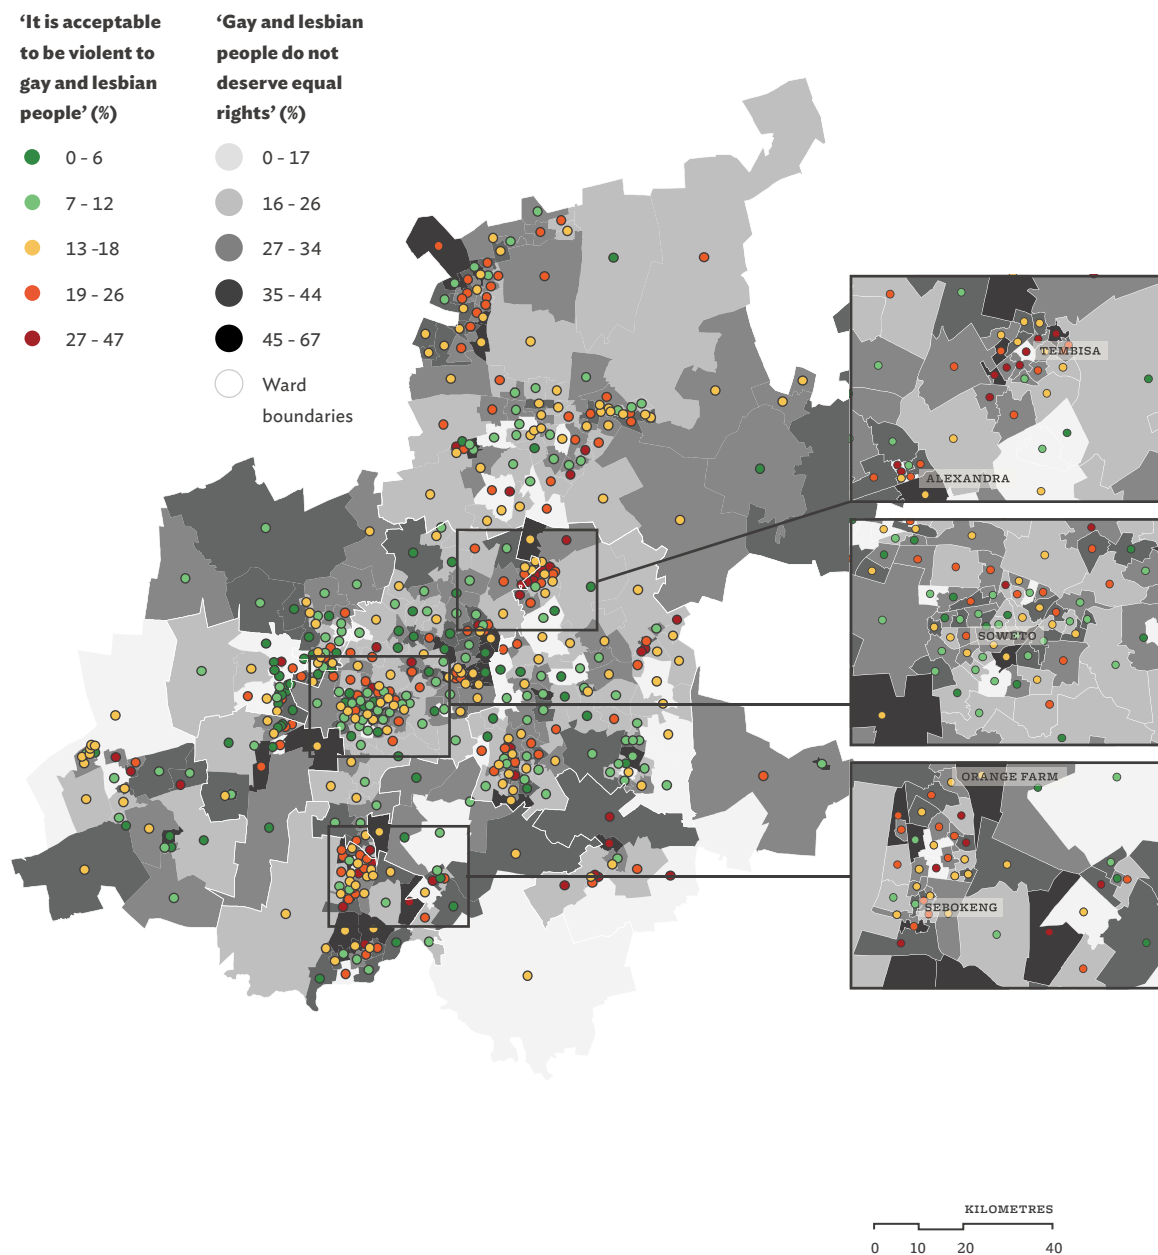 ‘It is acceptable
to be violent to
gay and lesbian
people’ (%)
0 - 6
7 - 12
13 -18
19 - 26
27 - 47
‘Gay and lesbian
people do not
deserve equal
rights’ (%)
0 - 17
16 - 26
27 - 34
35 - 44
45 - 67
Ward
boundaries
TEMBISA
ALEXANDRA
SOWETO
ORANGE FARM
SEBOKENG
KILOMETRES
0 10 20 40